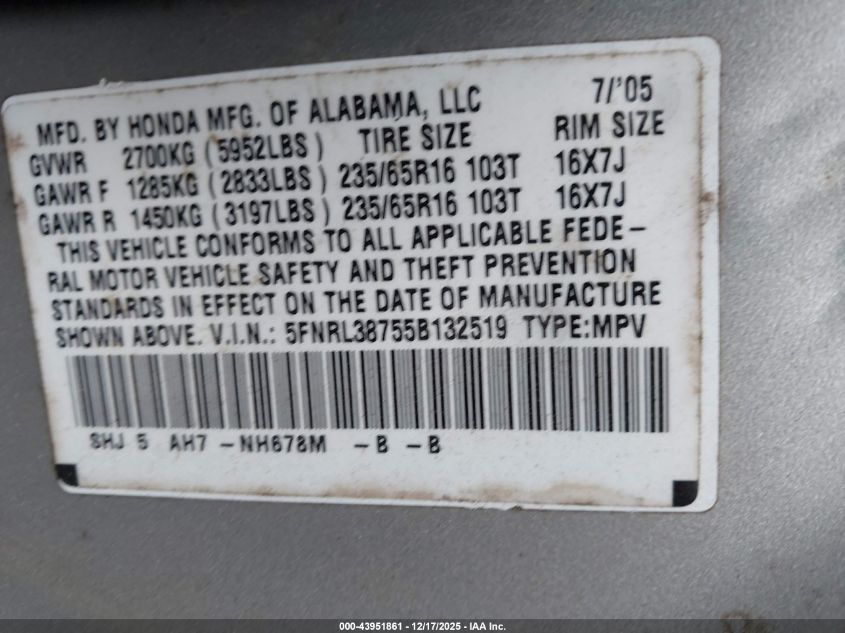 MFD. BY HONDA MFG. OF ALABAMA, LLC 7/'05
GVWR 2700KG (5952LBS) TIRE SIZE RIM SIZE
GAWR F 1285KG (2833LBS) 235/65R16 103T 16X7J
GAWR R 1450KG (3197LBS) 235/65R16 103T 16X7J
THIS VEHICLE CONFORMS TO ALL APPLICABLE FEDE-
RAL MOTOR VEHICLE SAFETY AND THEFT PREVENTION
STANDARDS IN EFFECT ON THE DATE OF MANUFACTURE
SHOWN ABOVE. V.I.N.: 5FNRL38755B132519 TYPE:MPV
SHJ 5 AH7 -NH678M -B -B
000-43951861 - 12/17/2025 - IAA Inc.